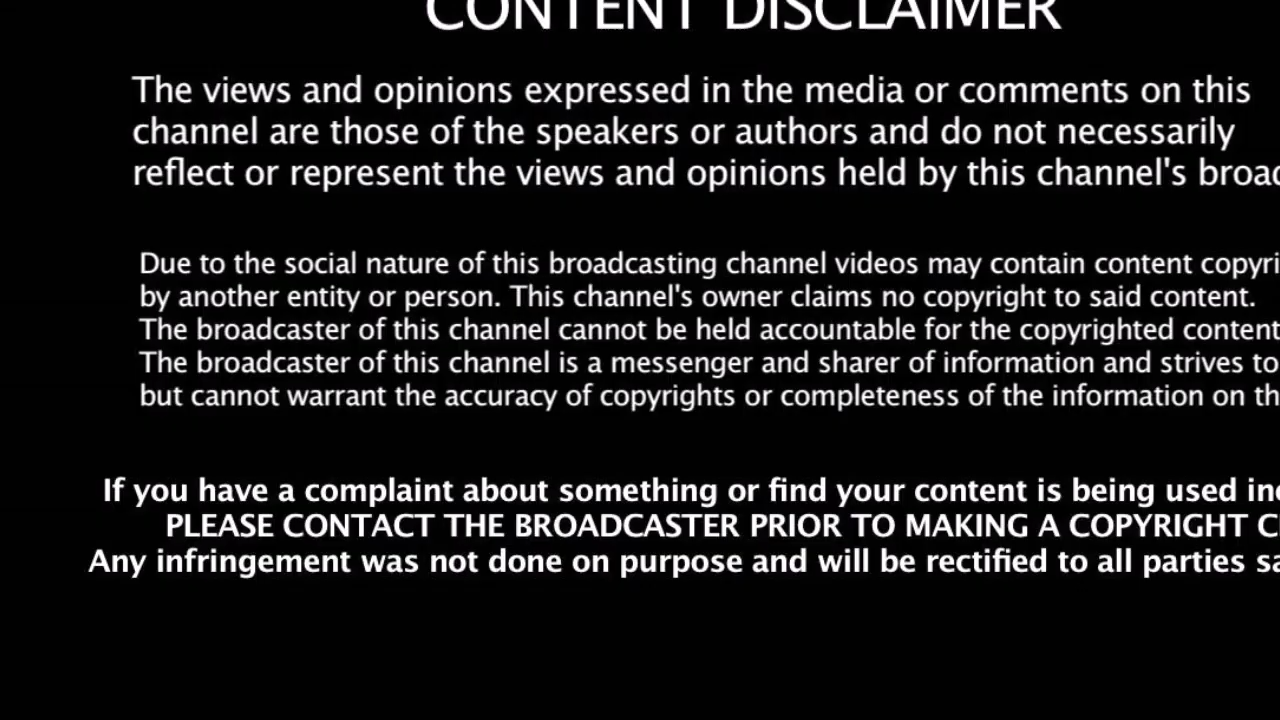 CONTENT DISCLAIMER
The views and opinions expressed in the media or comments on this
channel are those of the speakers or authors and do not necessarily
reflect or represent the views and opinions held by this channel's
Due to the social nature of this broadcasting channel videos may contain content
by another entity or person. This channel's owner claims no copyright to said content.
The broadcaster of this channel cannot be held accountable for the copyrighted content
The broadcaster of this channel is a messenger and sharer of information and strives to
but cannot warrant the accuracy of copyrights or completeness of the information on
If you have a complaint about something or find your content is being used
PLEASE CONTACT THE BROADCASTER PRIOR TO MAKING A COPYRIGHT
Any infringement was not done on purpose and will be rectified to all parties